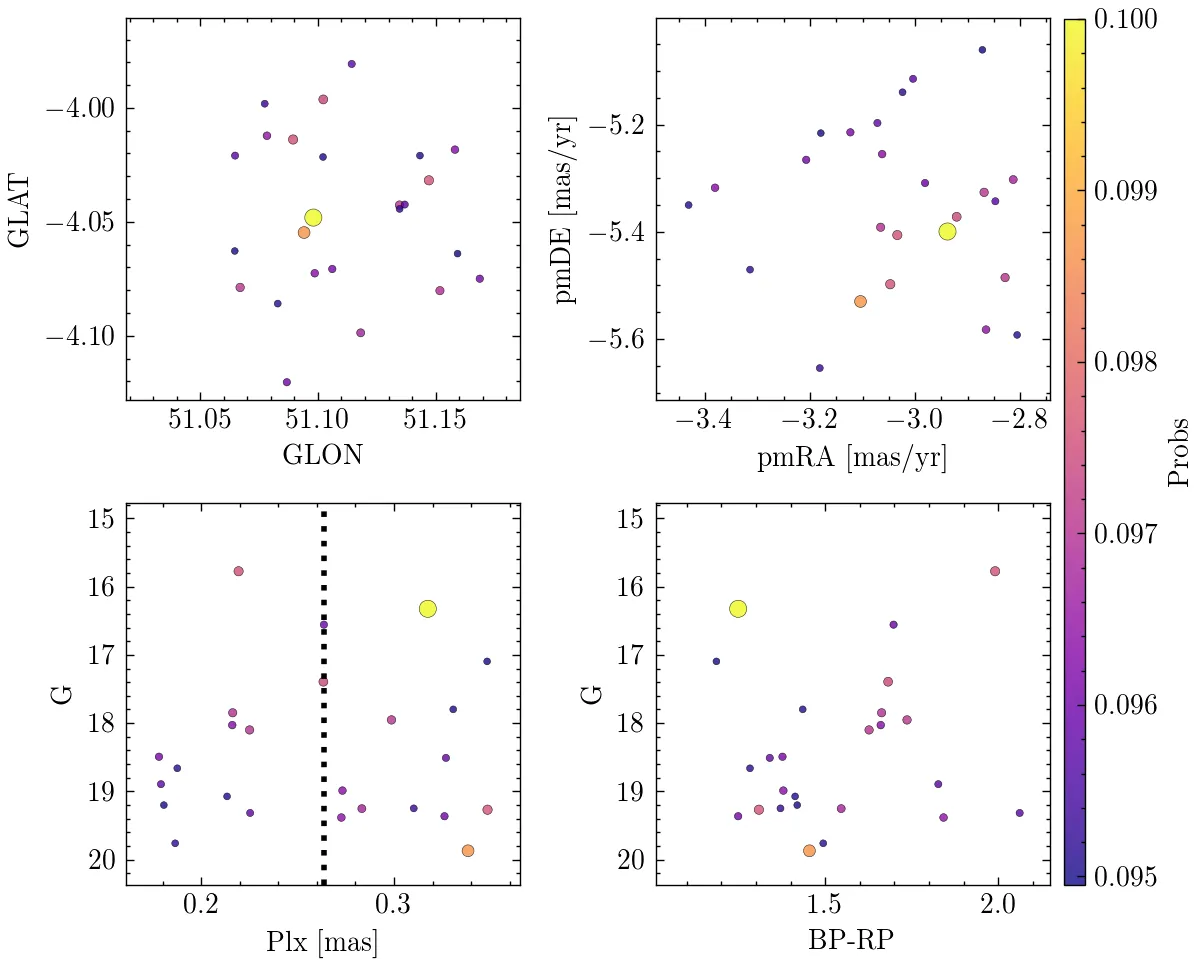 −4.00
−4.05
−4.10
GLAT
51.05 51.10 51.15
GLON
−5.2
−5.4
−5.6
pmDE [mas/yr]
−3.4 −3.2 −3.0 −2.8
pmRA [mas/yr]
0.100
0.099
0.098
0.097
0.096
0.095
Probs
15
16
17
18
19
20
G
0.2 0.3
Plx [mas]
15
16
17
18
19
20
G
1.5 2.0
BP-RP